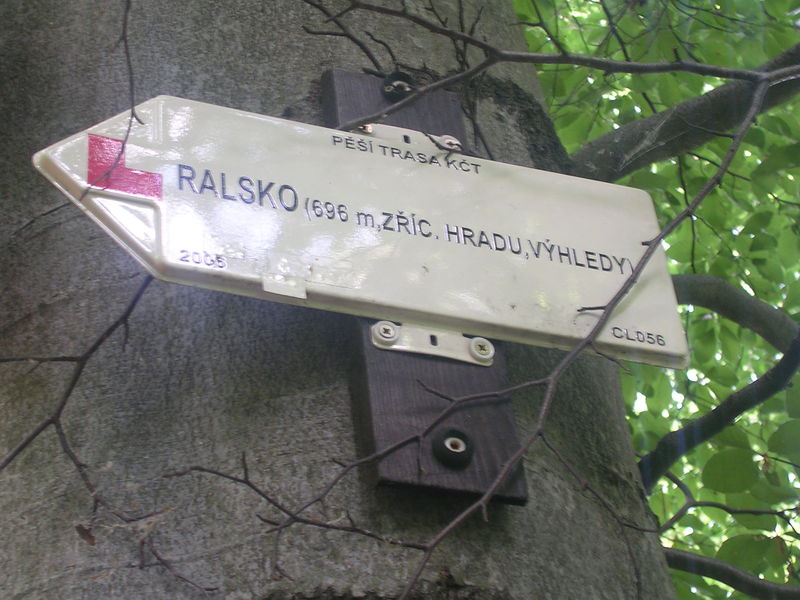 PĚŠÍ TRASA KČT
RALSKO (696 m,ZŘÍC. HRADU,VÝHLEDY)
2005
CL056